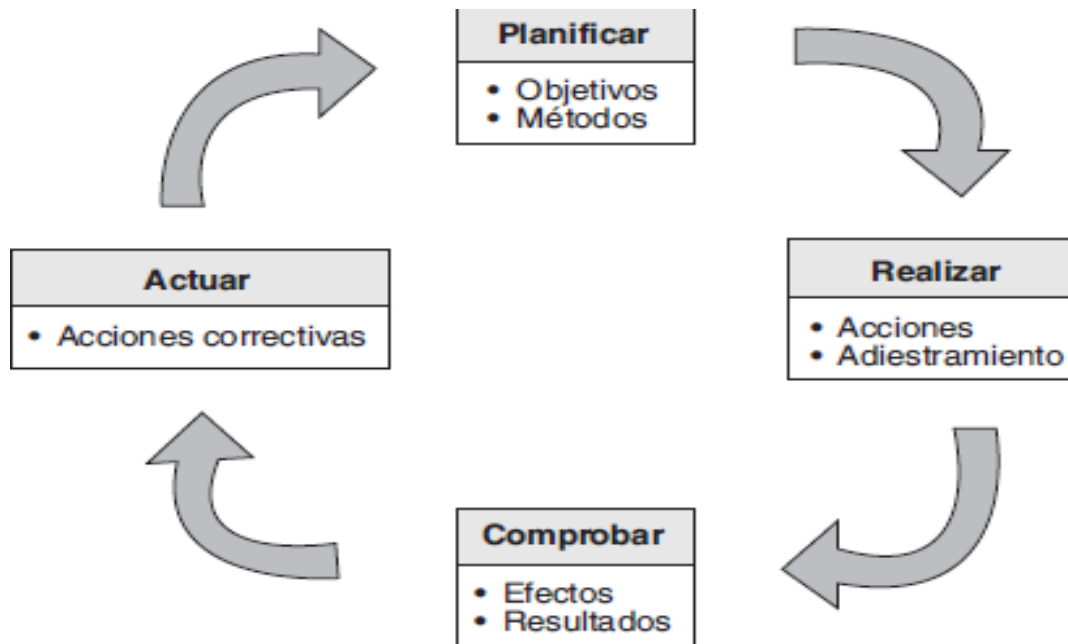 Planificar
• Objetivos
• Métodos
Actuar
• Acciones correctivas
Realizar
• Acciones
• Adiestramiento
Comprobar
• Efectos
• Resultados